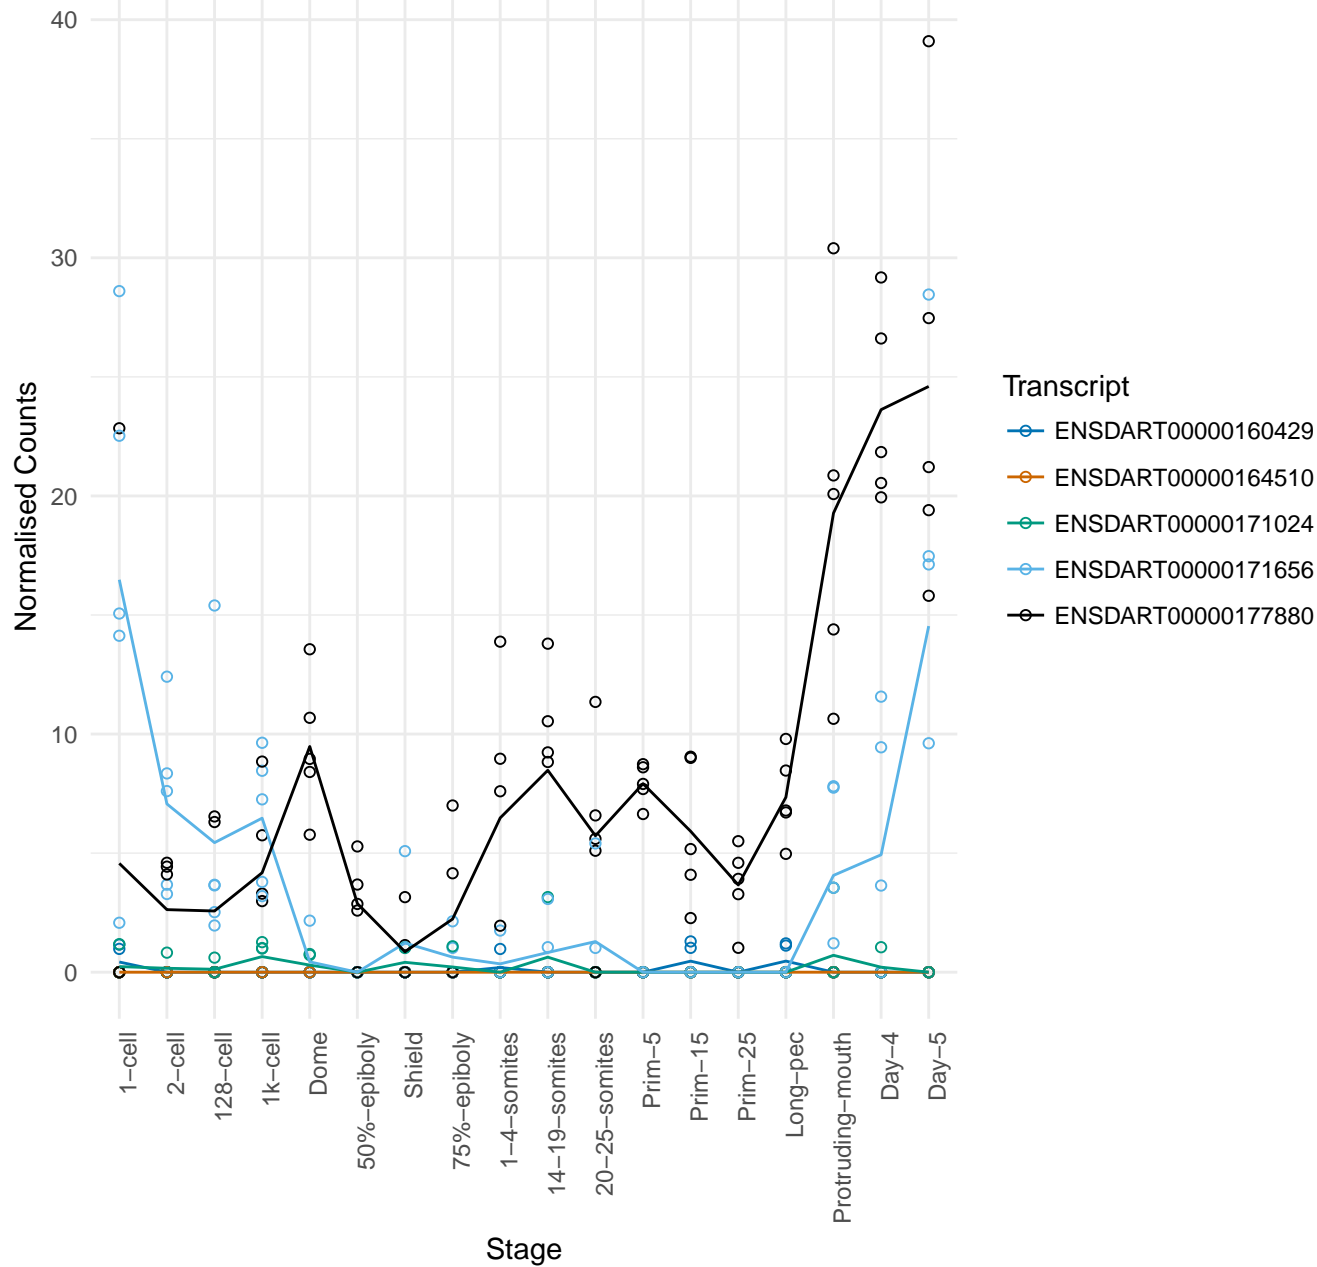 40
30
20
10
0
Normalised Counts
1−cell
2−cell
128−cell
1k−cell
Dome
50%−epiboly
Shield
75%−epiboly
1−4−somites
14−19−somites
20−25−somites
Prim−5
Prim−15
Prim−25
Long−pec
Protruding−mouth
Day−4
Day−5
Stage
Transcript
ENSDART00000160429
ENSDART00000164510
ENSDART00000171024
ENSDART00000171656
ENSDART00000177880